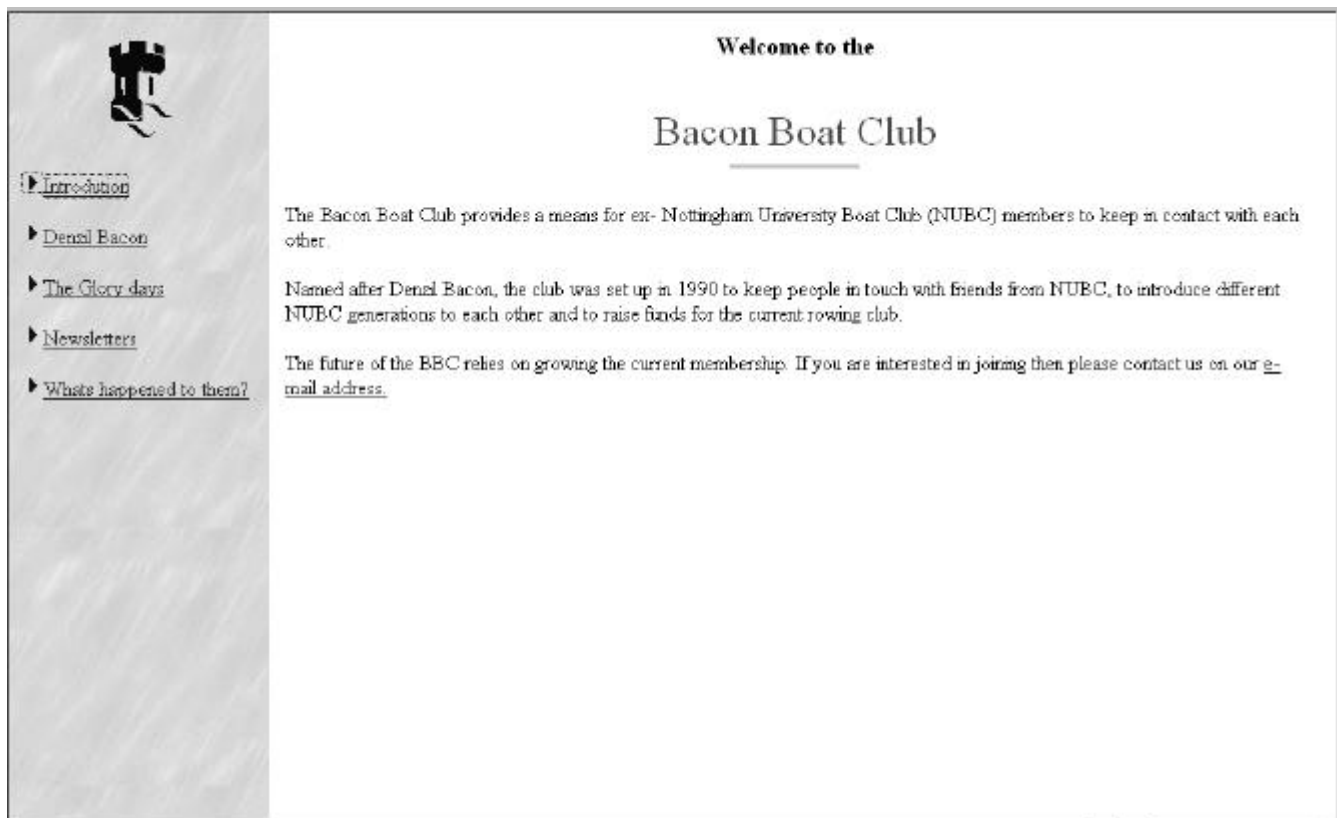 Introdution
Denzil Bacon
The Glory days
Newsletters
Whats happened to them?
Welcome to the
Bacon Boat Club
The Bacon Boat Club provides a means for ex- Nottingham University Boat Club (NUBC) members to keep in contact with each
other.
Named after Denzil Bacon, the club was set up in 1990 to keep people in touch with friends from NUBC, to introduce different
NUBC generations to each other and to raise funds for the current rowing club.
The future of the BBC relies on growing the current membership. If you are interested in joining then please contact us on our e-
mail address.